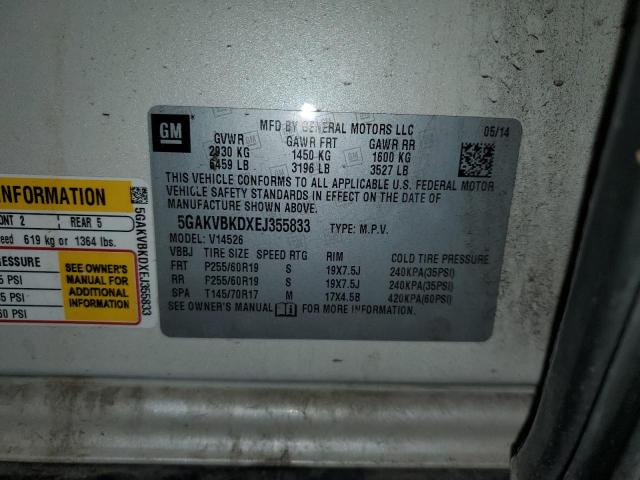 GM
MFD BY GENERAL MOTORS LLC
05/14
GVWR GAWR FRT GAWR RR
2930 KG 1450 KG 1600 KG
6459 LB 3196 LB 3527 LB
THIS VEHICLE CONFORMS TO ALL APPLICABLE U.S. FEDERAL MOTOR
VEHICLE SAFETY STANDARDS IN EFFECT ON THE DATE OF
MANUFACTURE SHOWN ABOVE.
5GAKVBKDXEJ355833 TYPE: M.P.V.
MODEL: V14526
VBBJ TIRE SIZE SPEED RTG RIM COLD TIRE PRESSURE
FRT P255/60R19 S 19X7.5J 240KPA(35PSI)
RR P255/60R19 S 19X7.5J 240KPA(35PSI)
SPA T145/70R17 M 17X4.5B 420KPA(60PSI)
SEE OWNER'S MANUAL FOR MORE INFORMATION.
INFORMATION
ONT 2 REAR 5
eed 619 kg or 1364 lbs.
PRESSURE
5 PSI
5 PSI
60 PSI
SEE OWNER'S
MANUAL FOR
ADDITIONAL
INFORMATION
5GAKVBKDXEJ355833